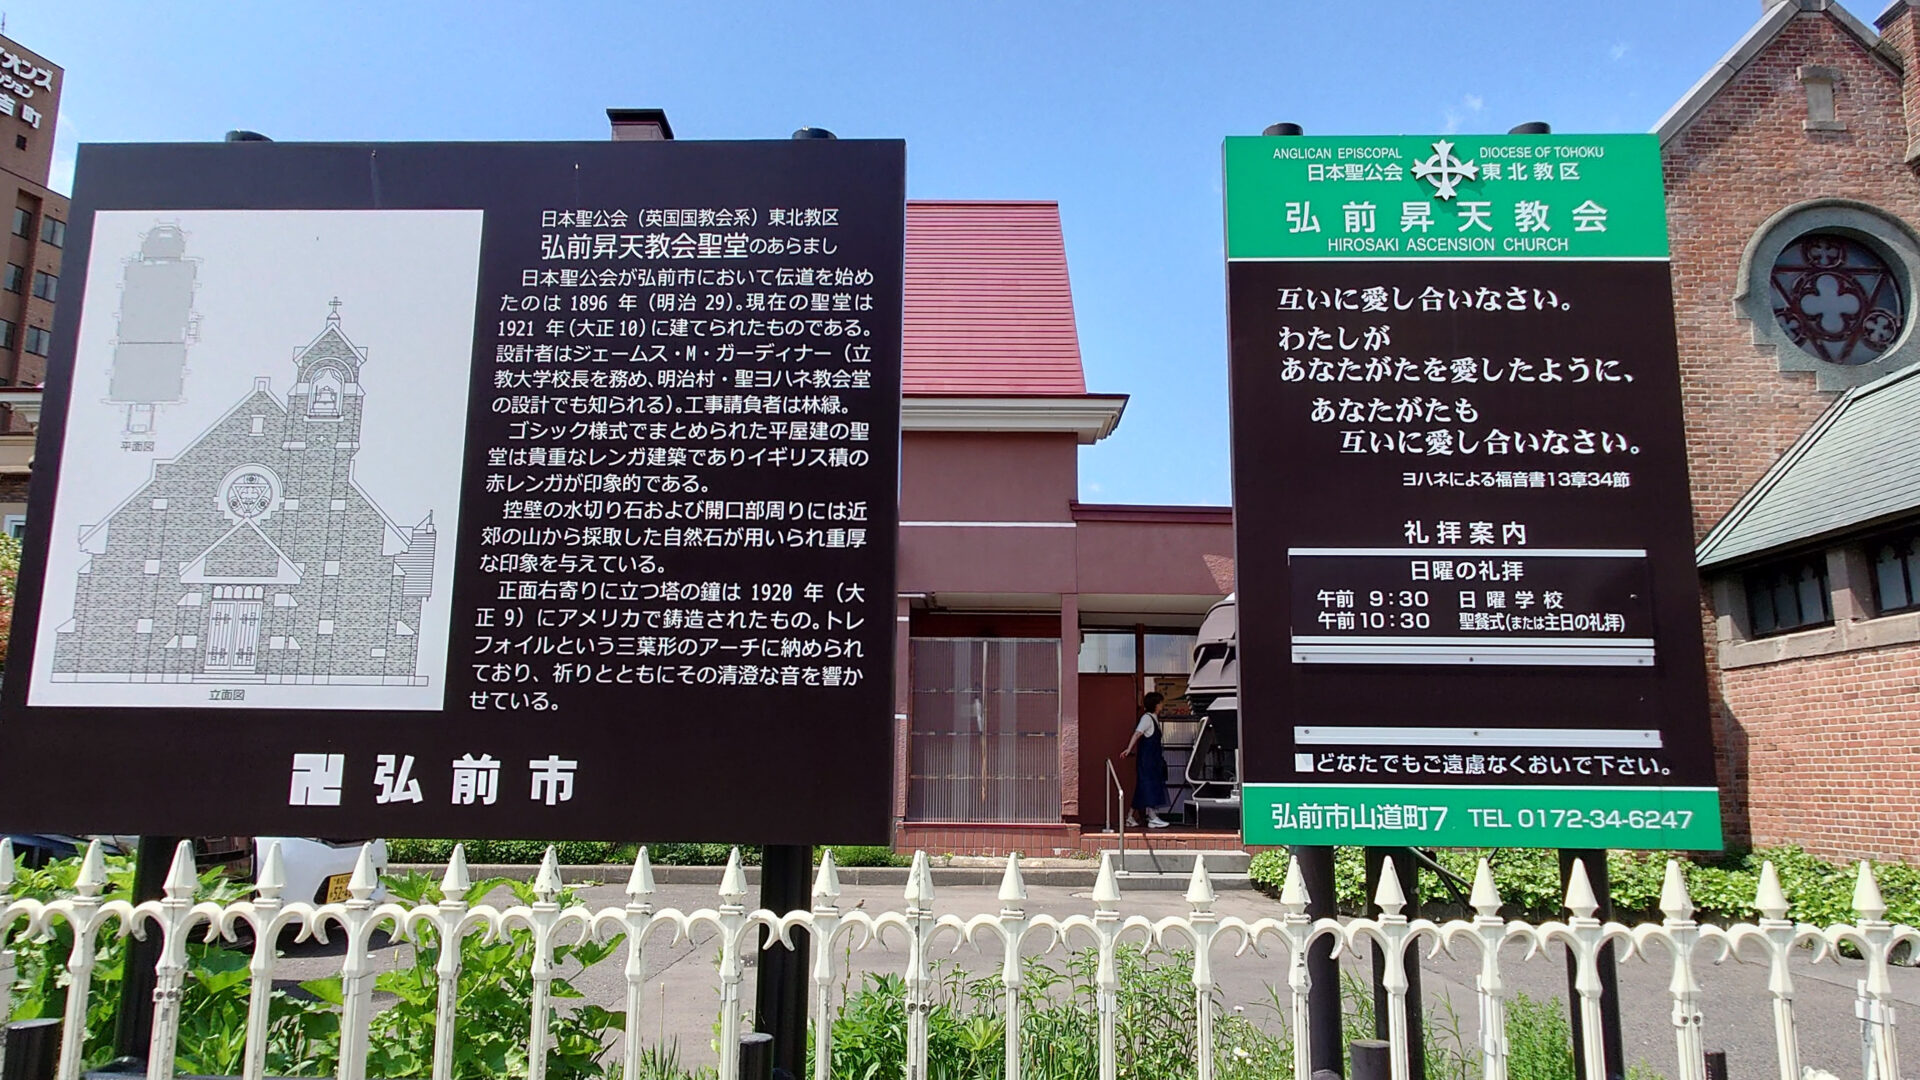 オンズ
ション
吉町
日本聖公会（英国国教会系）東北教区
弘前昇天教会聖堂のあらまし
日本聖公会が弘前市において伝道を始め
たのは 1896 年（明治 29）。現在の聖堂は
1921 年（大正10）に建てられたものである。
設計者はジェームス・M・ガーディナー（立
教大学校長を務め、明治村・聖ヨハネ教会堂
の設計でも知られる）。工事請負者は林緑。
ゴシック様式でまとめられた平屋建の聖
堂は貴重なレンガ建築でありイギリス積の
赤レンガが印象的である。
控壁の水切り石および開口部周りには近
郊の山から採取した自然石が用いられ重厚
な印象を与えている。
正面右寄りに立つ塔の鐘は 1920 年（大
正 9）にアメリカで鋳造されたもの。トレ
フォイルという三葉形のアーチに納められ
ており、祈りとともにその清澄な音を響か
せている。
平面図
立面図
卍 弘前市
ANGLICAN EPISCOPAL DIOCESE OF TOHOKU
日本聖公会 東北教区
弘前昇天教会
HIROSAKI ASCENSION CHURCH
互いに愛し合いなさい。
わたしが
あなたがたを愛したように、
あなたがたも
互いに愛し合いなさい。
ヨハネによる福音書13章34節
礼拝案内
日曜の礼拝
午前 9:30 日曜学校
午前10:30 聖餐式(または主日の礼拝)
■どなたでもご遠慮なくおいで下さい。
弘前市山道町7 TEL 0172-34-6247